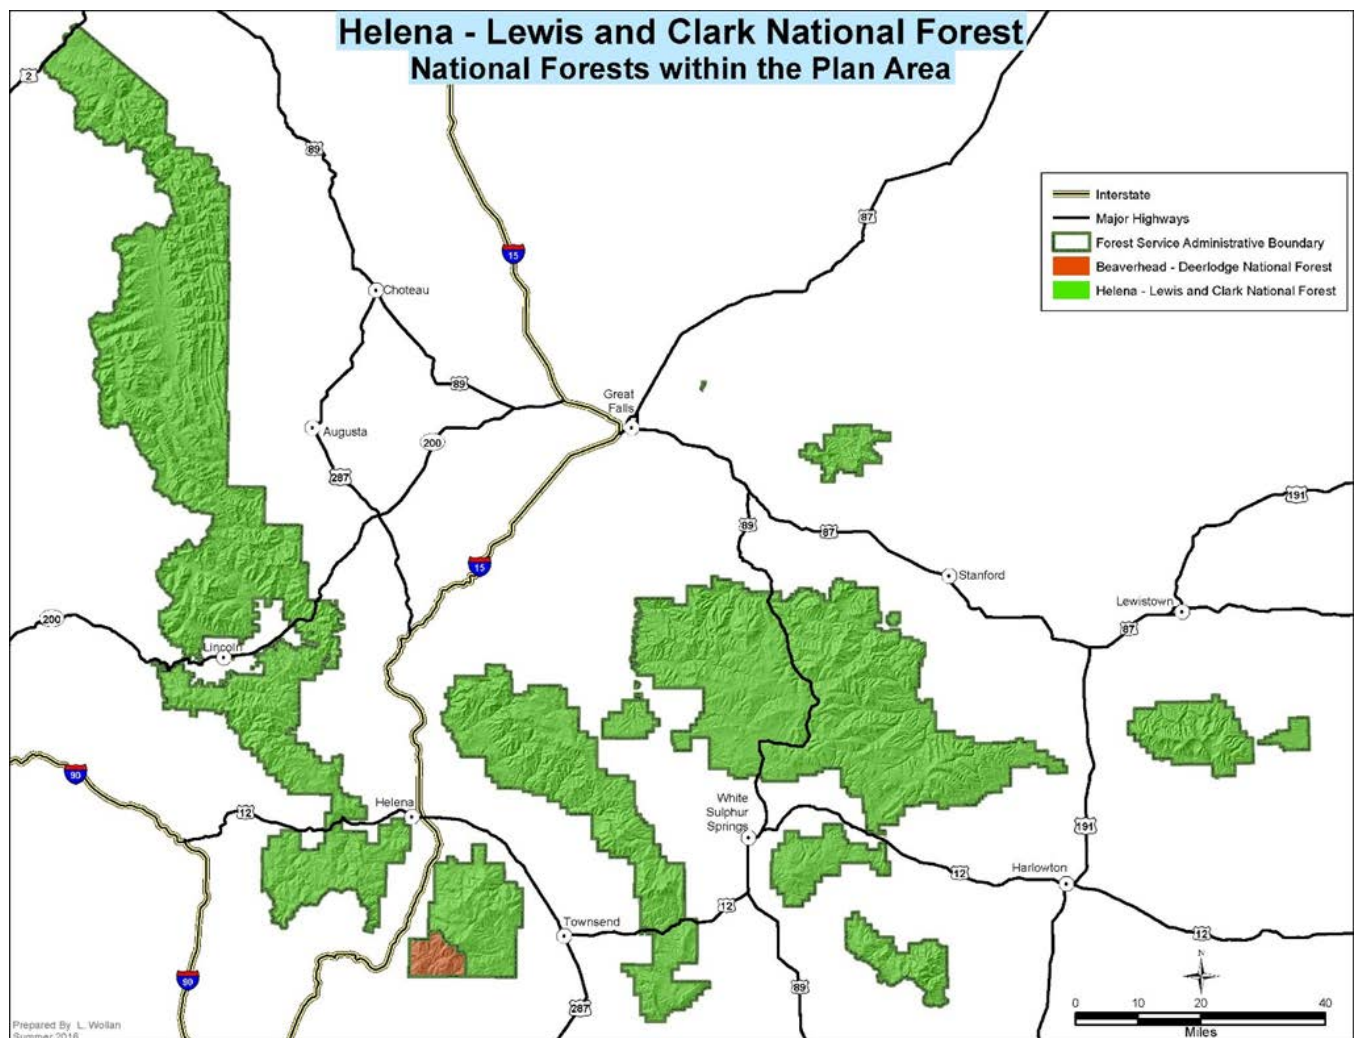 Helena - Lewis and Clark National Forest
National Forests within the Plan Area
2
89
15
87
Interstate
Major Highways
Forest Service Administrative Boundary
Beaverhead - Deerlodge National Forest
Helena - Lewis and Clark National Forest
Choteau
89
Great
Falls
Augusta
200
287
191
89
87
15
Stanford
Lewistown
200
87
Lincoln
90
White
Sulphur
Springs
Helena
12
191
12
Harlowton
12
Townsend
12
90
89
287
N
0 10 20 40
Miles
Prepared By L. Wollan
Summer 2016